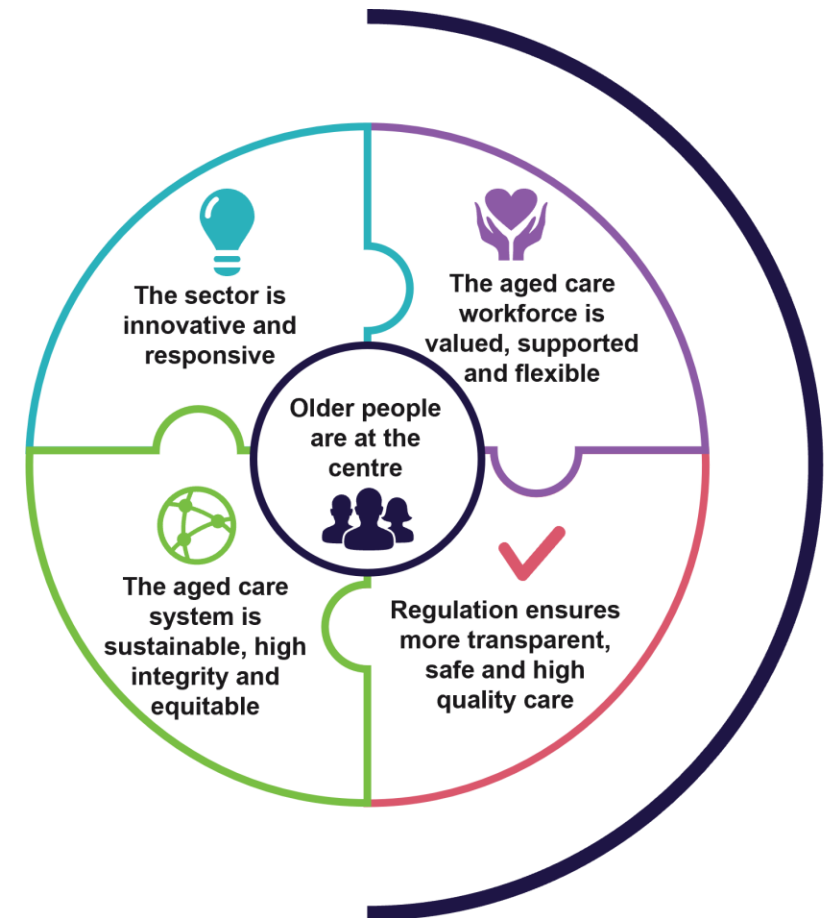 The sector is
innovative and
responsive
The aged care
workforce is
valued, supported
and flexible
Older people
are at the
centre
The aged care
system is
sustainable, high
integrity and
equitable
Regulation ensures
more transparent,
safe and high
quality care